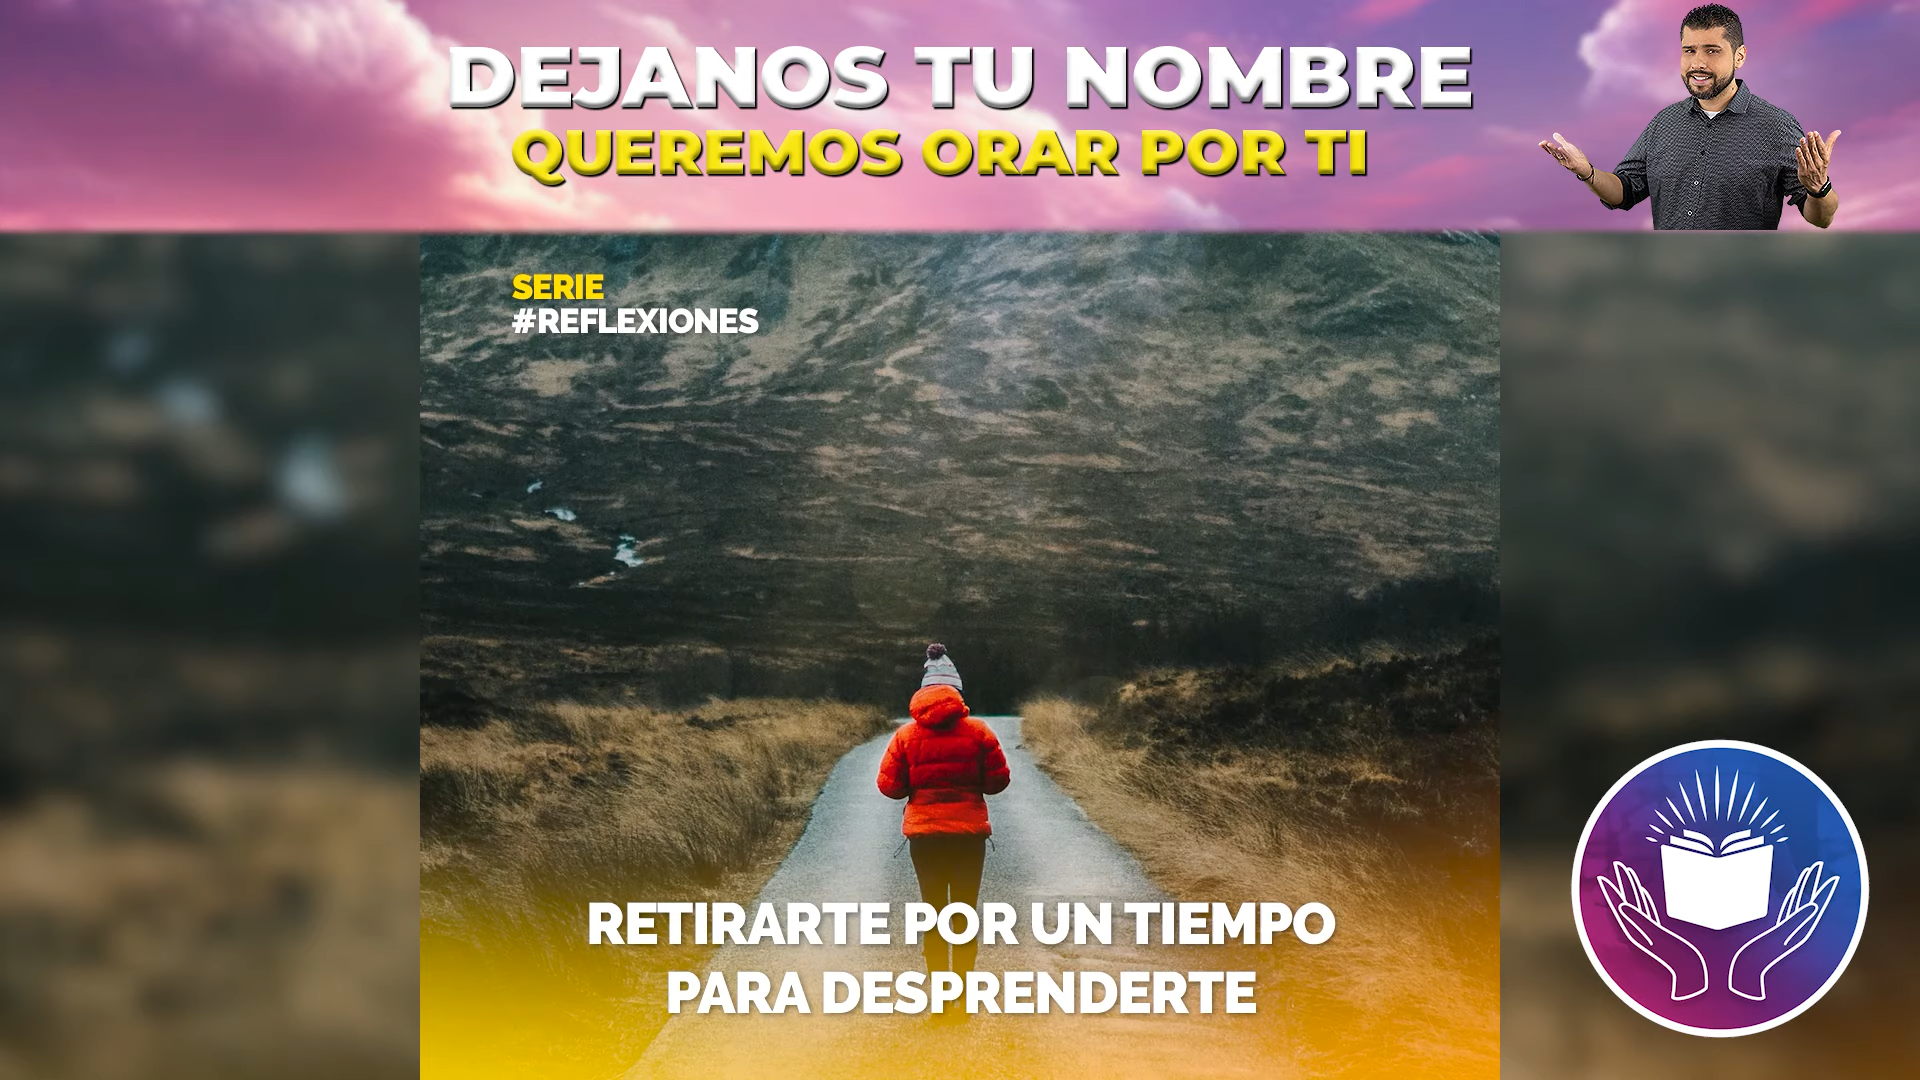 DEJANOS TU NOMBRE
QUEREMOS ORAR POR TI
SERIE
#REFLEXIONES
RETIRARTE POR UN TIEMPO
PARA DESPRENDERTE